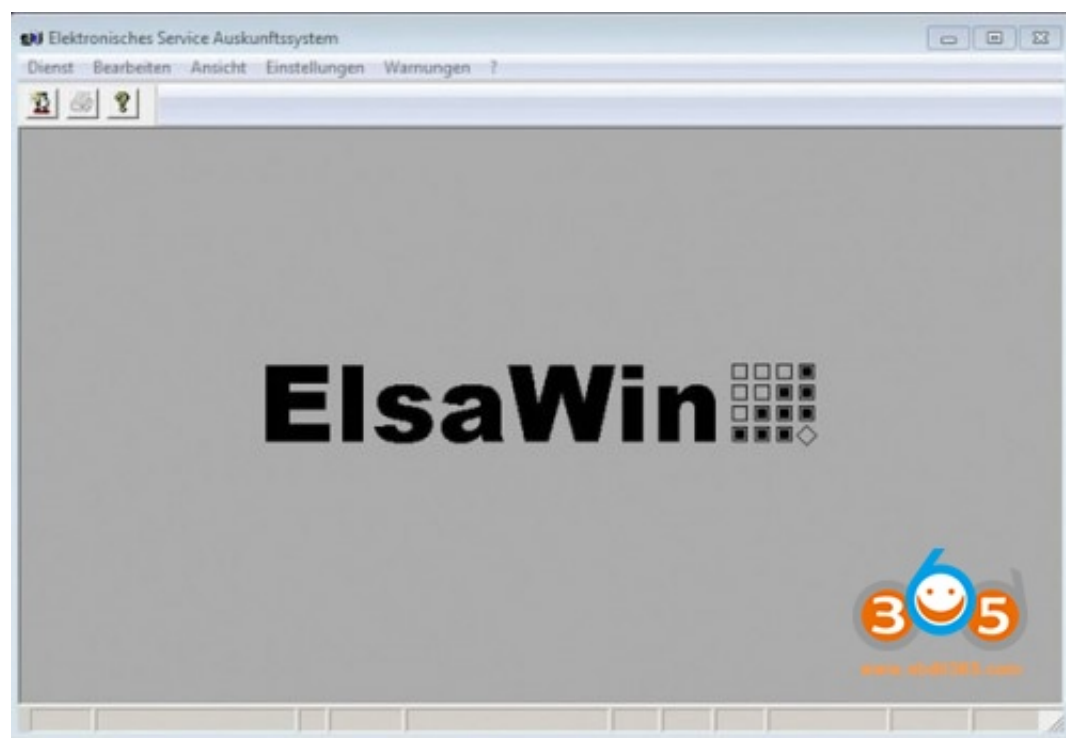 Elektronisches Service Auskunftssystem
Dienst Bearbeiten Ansicht Einstellungen Warnungen ?
ElsaWin
365